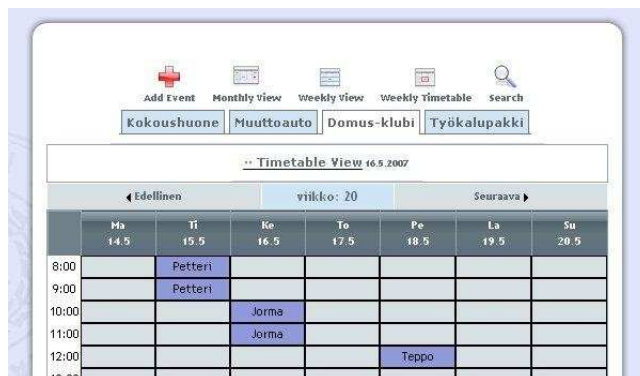 Add Event Monthly View Weekly View Weekly Timetable Search
Kokoushuone Muuttoauto Domus-klubi Työkalupakki
·· Timetable View 16.5.2007
Edellinen viikko: 20 Seuraava
Ma Ti Ke To Pe La Su
14.5 15.5 16.5 17.5 18.5 19.5 20.5
8:00 Petteri
9:00 Petteri
10:00 Jorma
11:00 Jorma
12:00 Teppo